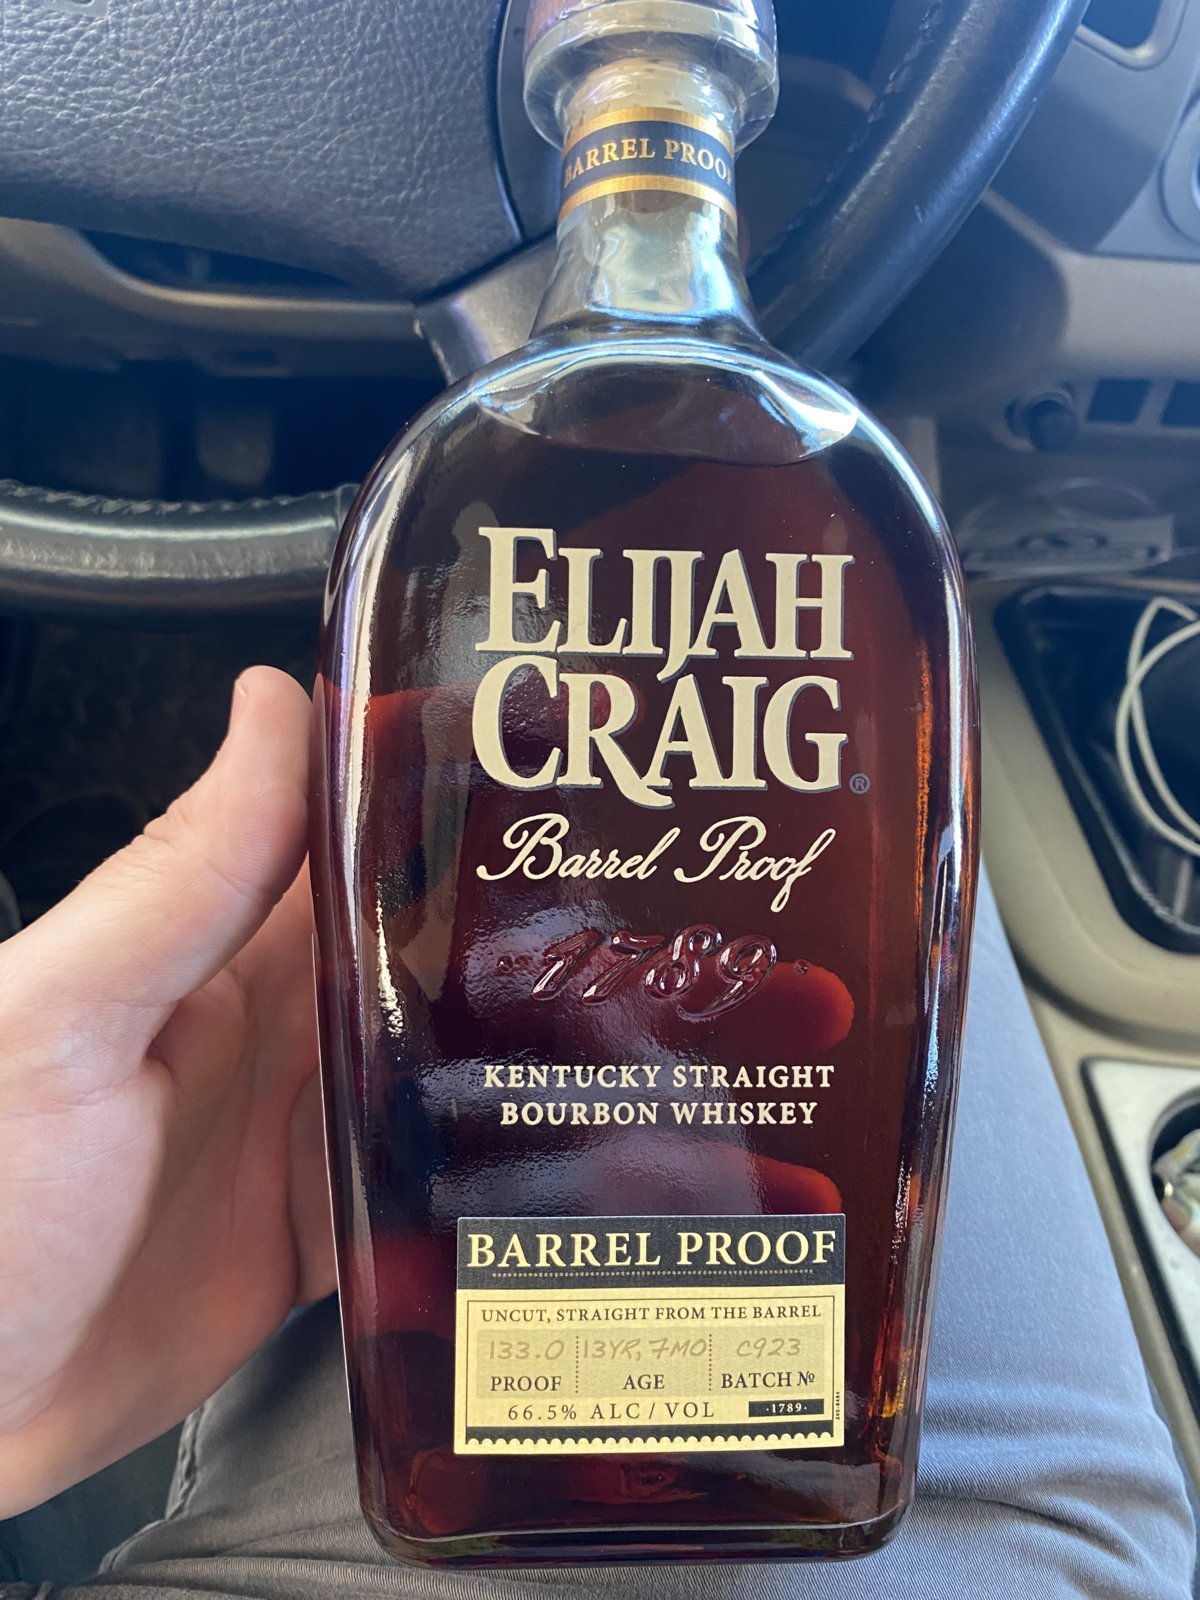 BARREL PROOF
ELIJAH
CRAIG®
Barrel Proof
·1789·
KENTUCKY STRAIGHT
BOURBON WHISKEY
BARREL PROOF
UNCUT, STRAIGHT FROM THE BARREL
133.0 13YR, 7MO C923
PROOF AGE BATCH №
66.5% ALC / VOL ·1789·